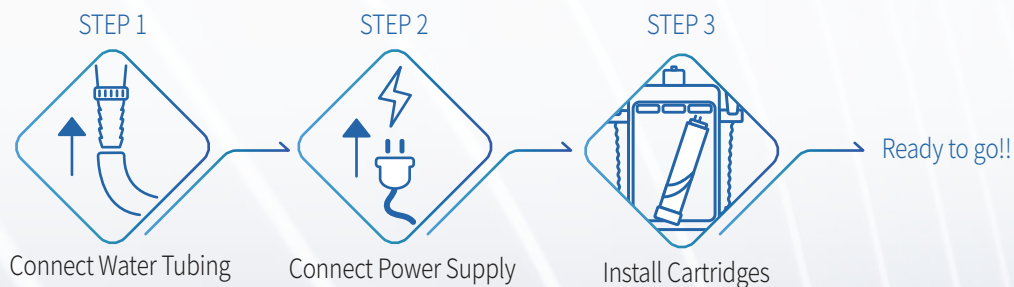 STEP 1
STEP 2
STEP 3
Ready to go!!
Connect Water Tubing
Connect Power Supply
Install Cartridges